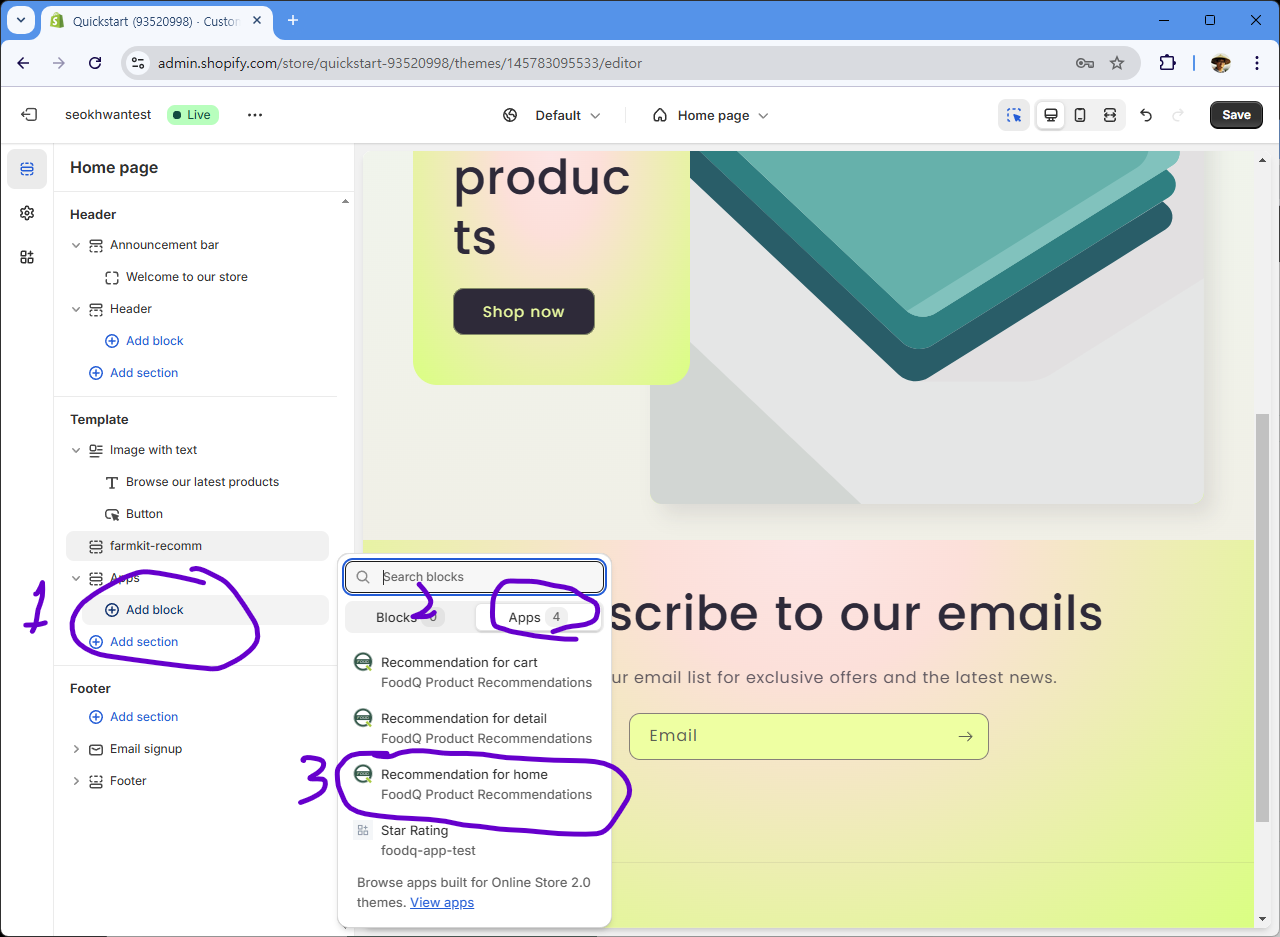 Quickstart (93520998) · Custon
admin.shopify.com/store/quickstart-93520998/themes/145783095533/editor
seokhwantest
Live
Default
Home page
Save
Home page
Header
Announcement bar
Welcome to our store
Header
Add block
Add section
Template
Image with text
Browse our latest products
Button
farmkit-recomm
Apps
1
Add block
Add section
Footer
Add section
Email signup
Footer
produc
ts
Shop now
Search blocks
2
Blocks 0
Apps 4
Recommendation for cart
FoodQ Product Recommendations
Recommendation for detail
FoodQ Product Recommendations
3
Recommendation for home
FoodQ Product Recommendations
Star Rating
foodq-app-test
Browse apps built for Online Store 2.0
themes. View apps
scribe to our emails
ur email list for exclusive offers and the latest news.
Email